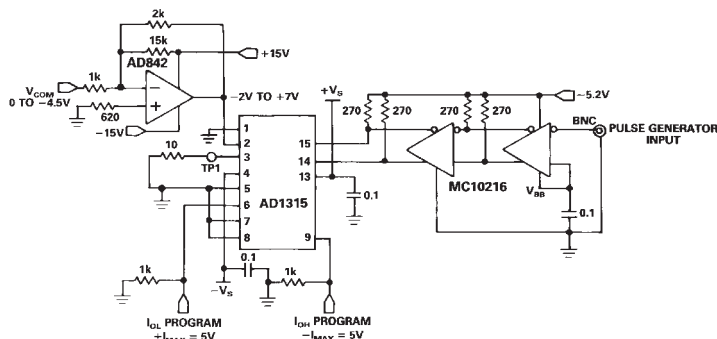 2k
15k
AD842
+15V
1k
VCOM
0 TO −4.5V
−
+
620
−15V
−2V TO +7V
+VS
~5.2V
270
270
270
270
BNC
PULSE GENERATOR
INPUT
1
2
10
3
TP1
4
5
6
7
8
15
14
13
9
AD1315
0.1
MC10216
VBB
0.1
1k
0.1
−VS
1k
IOL PROGRAM
+IMAX = 5V
IOH PROGRAM
−IMAX = 5V